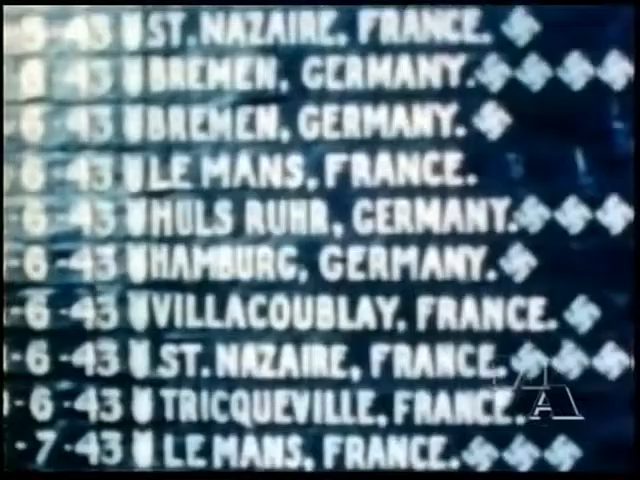 -43 ST. NAZAIRE, FRANCE.
6 -43 BREMEN, GERMANY.
-6 -43 BREMEN, GERMANY.
6 -43 LE MANS, FRANCE.
-6 -43 HULS RUHR, GERMANY.
-6 -43 HAMBURG, GERMANY.
-6 -43 VILLACOUBLAY, FRANCE.
-6 -43 ST. NAZAIRE, FRANCE.
-6 -43 TRICQUEVILLE, FRANCE.
-7 -43 LE MANS, FRANCE.